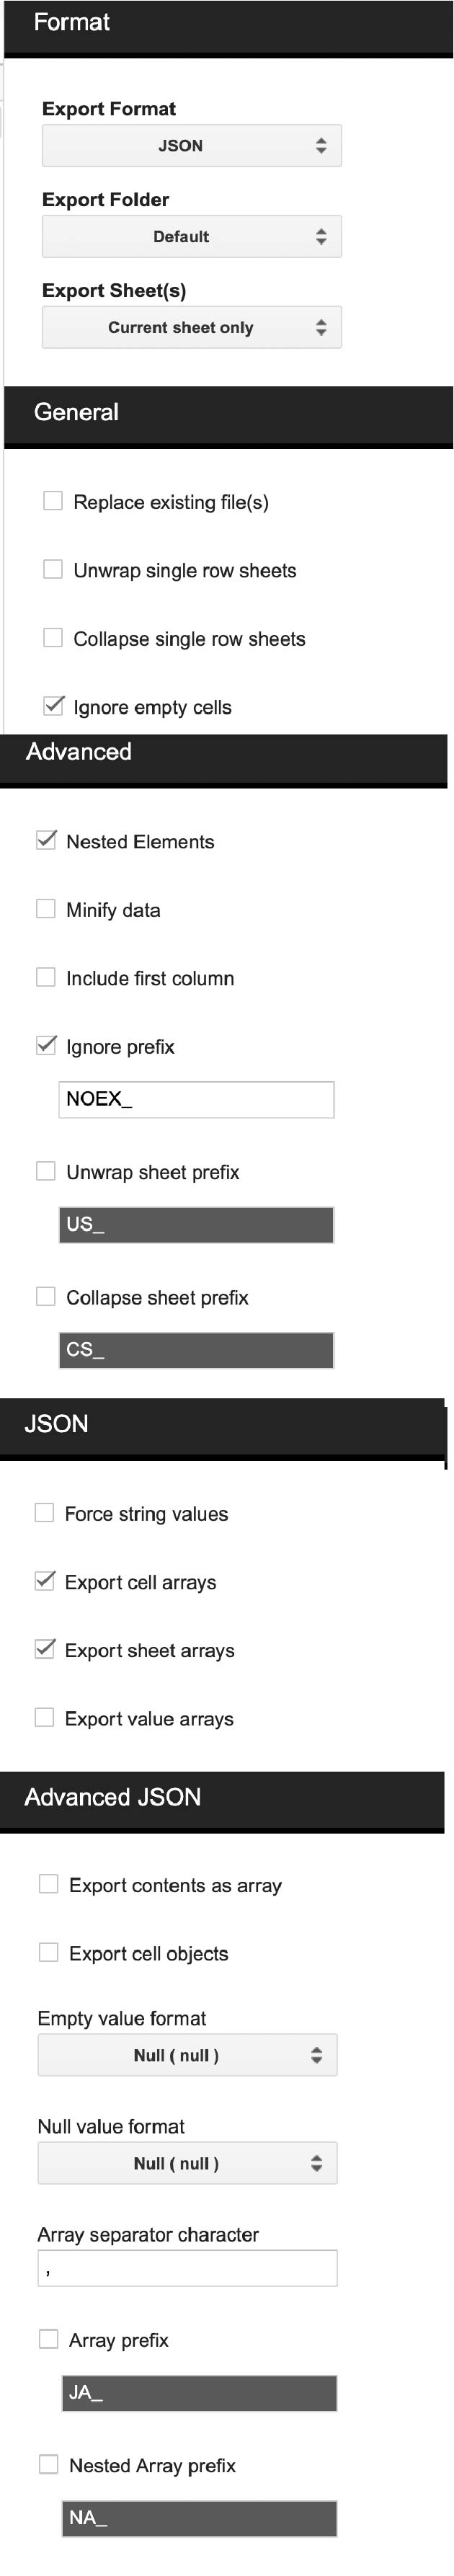 Format
Export Format
JSON
Export Folder
Default
Export Sheet(s)
Current sheet only
General
Replace existing file(s)
Unwrap single row sheets
Collapse single row sheets
Ignore empty cells
Advanced
Nested Elements
Minify data
Include first column
Ignore prefix
NOEX_
Unwrap sheet prefix
US_
Collapse sheet prefix
CS_
JSON
Force string values
Export cell arrays
Export sheet arrays
Export value arrays
Advanced JSON
Export contents as array
Export cell objects
Empty value format
Null ( null )
Null value format
Null ( null )
Array separator character
,
Array prefix
JA_
Nested Array prefix
NA_